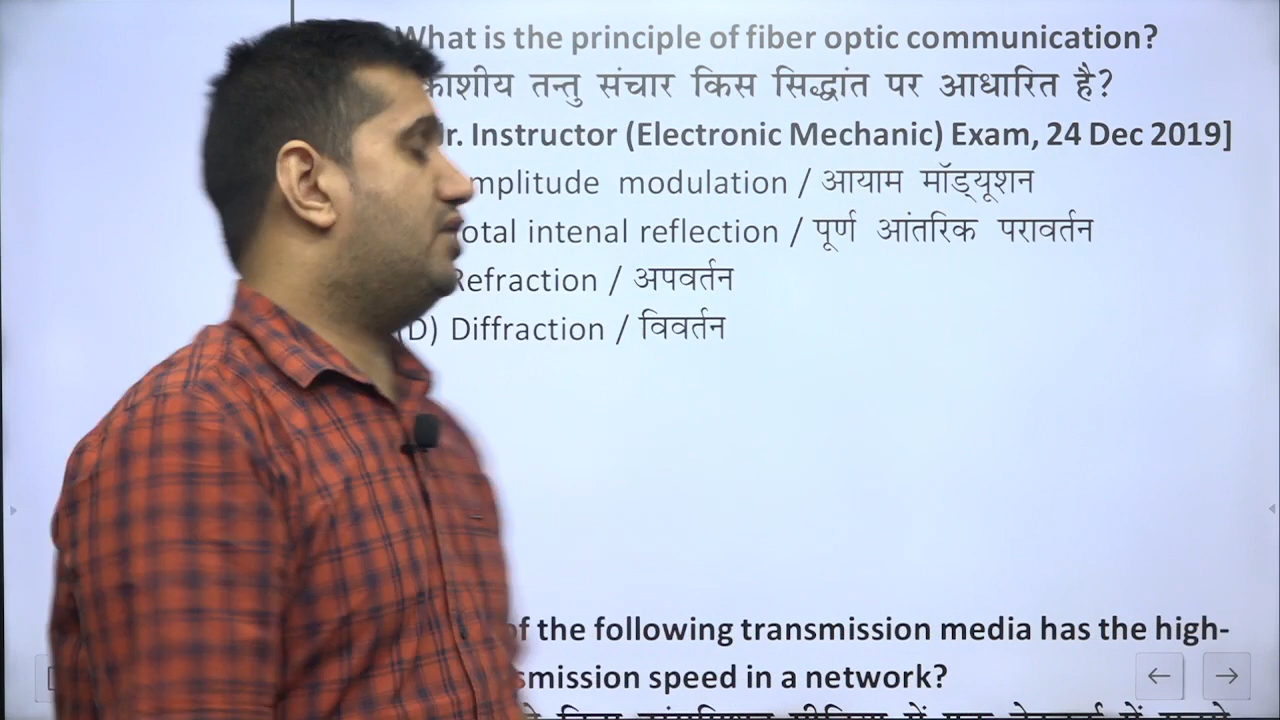 What is the principle of fiber optic communication?
तन्तु संचार किस सिद्धांत पर आधारित है?
Jr. Instructor (Electronic Mechanic) Exam, 24 Dec 2019]
mplitude modulation / आयाम मॉड्यूशन
otal intenal reflection / पूर्ण आंतरिक परावर्तन
Refraction / अपवर्तन
(D) Diffraction / विवर्तन
of the following transmission media has the high-
smission speed in a network?